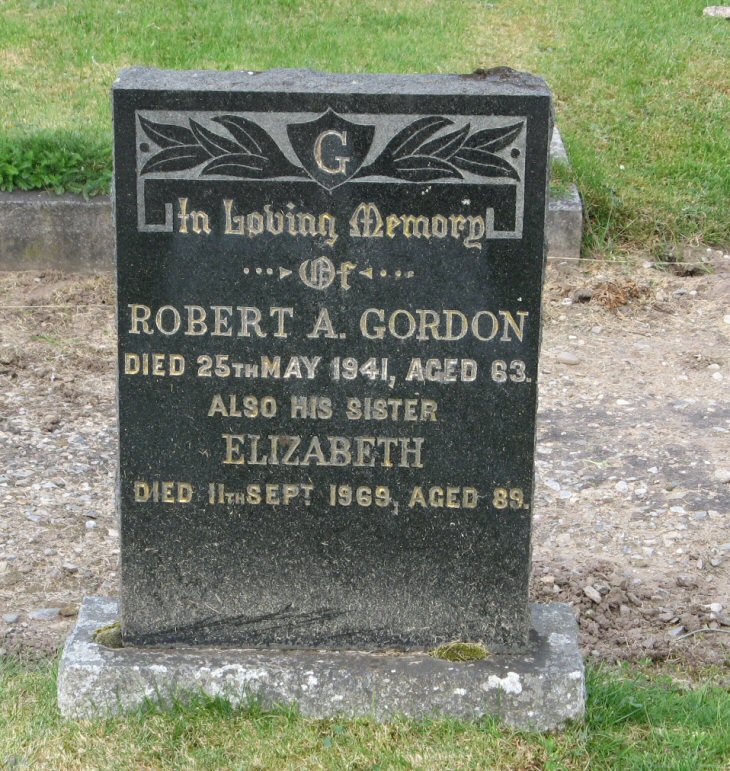 G
In Loving Memory
Of
ROBERT A. GORDON
DIED 25TH MAY 1941, AGED 63.
ALSO HIS SISTER
ELIZABETH
DIED 11TH SEPT 1969, AGED 89.